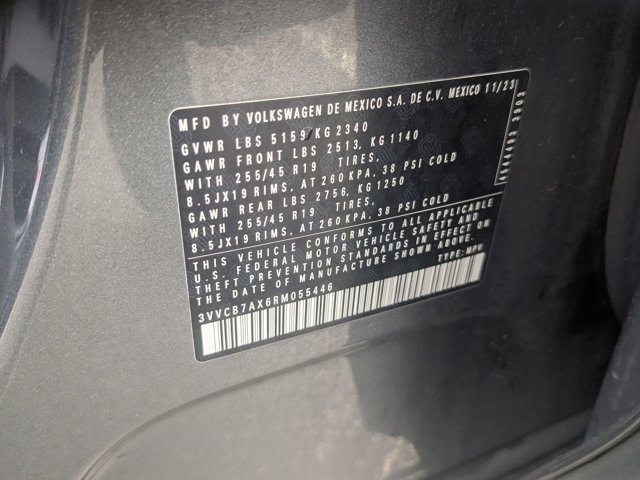 MFD BY VOLKSWAGEN DE MEXICO S.A. DE C.V. MEXICO 11/23
GVWR LBS 5159 KG 2340
GAWR FRONT LBS 2513, KG 1140
WITH 255/45 R19 TIRES,
8.5JX19 RIMS, AT 260 KPA, 38 PSI COLD
GAWR REAR LBS 2756, KG 1250
WITH 255/45 R19 TIRES,
8.5JX19 RIMS, AT 260 KPA, 38 PSI COLD
THIS VEHICLE CONFORMS TO ALL APPLICABLE
U.S. FEDERAL MOTOR VEHICLE SAFETY AND
THEFT PREVENTION STANDARDS IN EFFECT ON
THE DATE OF MANUFACTURE SHOWN ABOVE.
TYPE: MPV
3VVCB7AX6RM055446